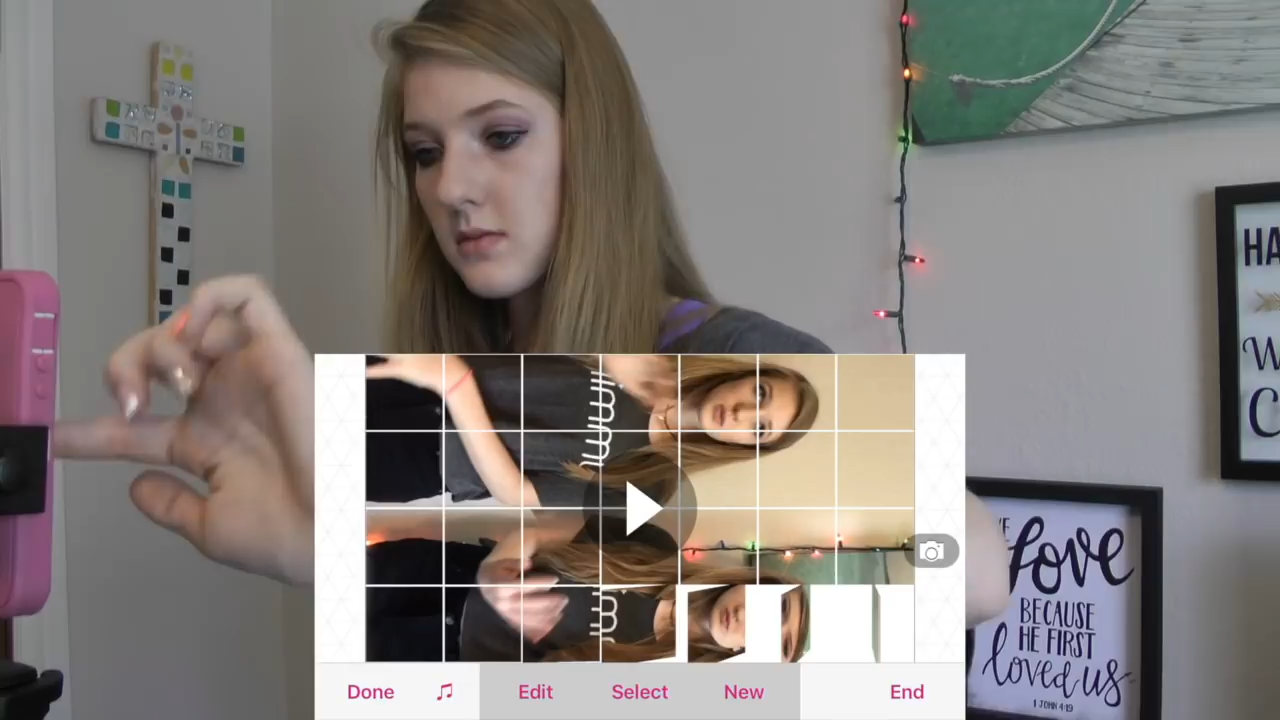 HA
W
C
love
BECAUSE
HE FIRST
loved us
1 JOHN 4:19
Done Edit Select New End